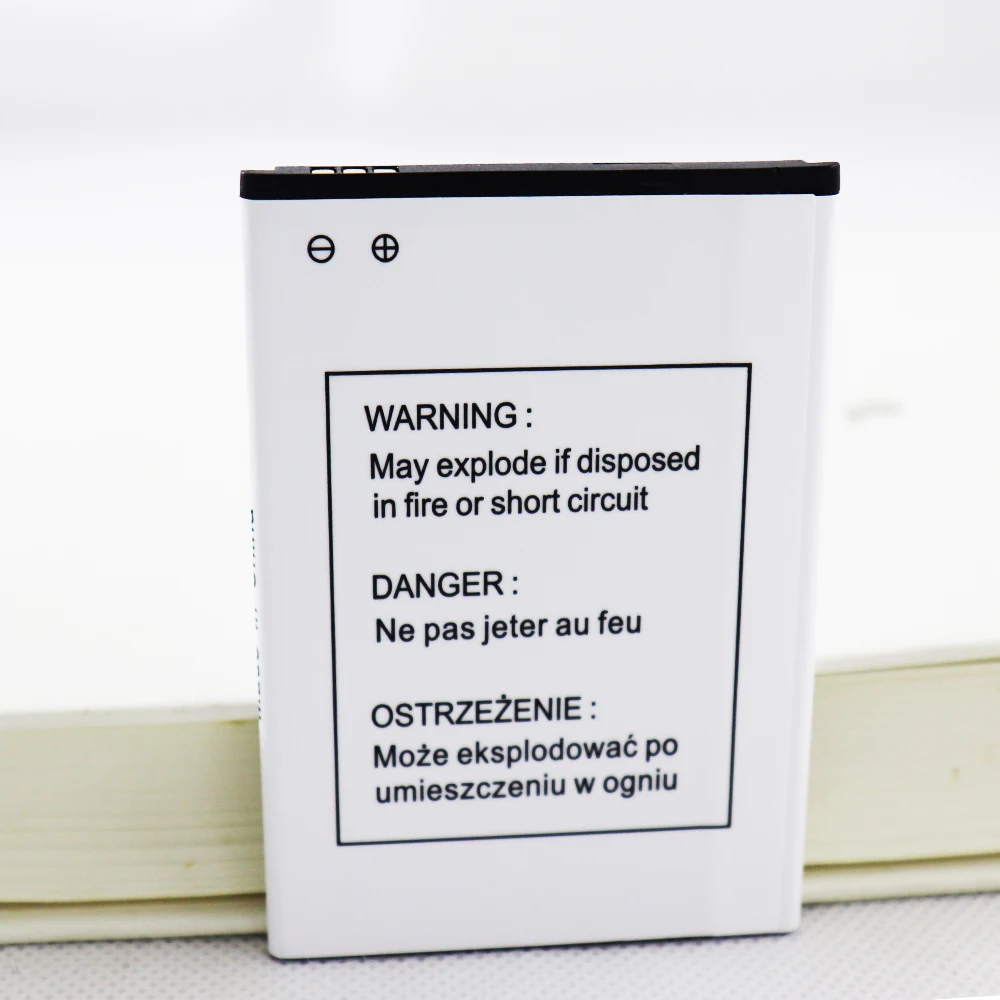 ⊖ ⊕
WARNING :
May explode if disposed
in fire or short circuit
DANGER :
Ne pas jeter au feu
OSTRZEŻENIE :
Może eksplodować po
umieszczeniu w ogniu